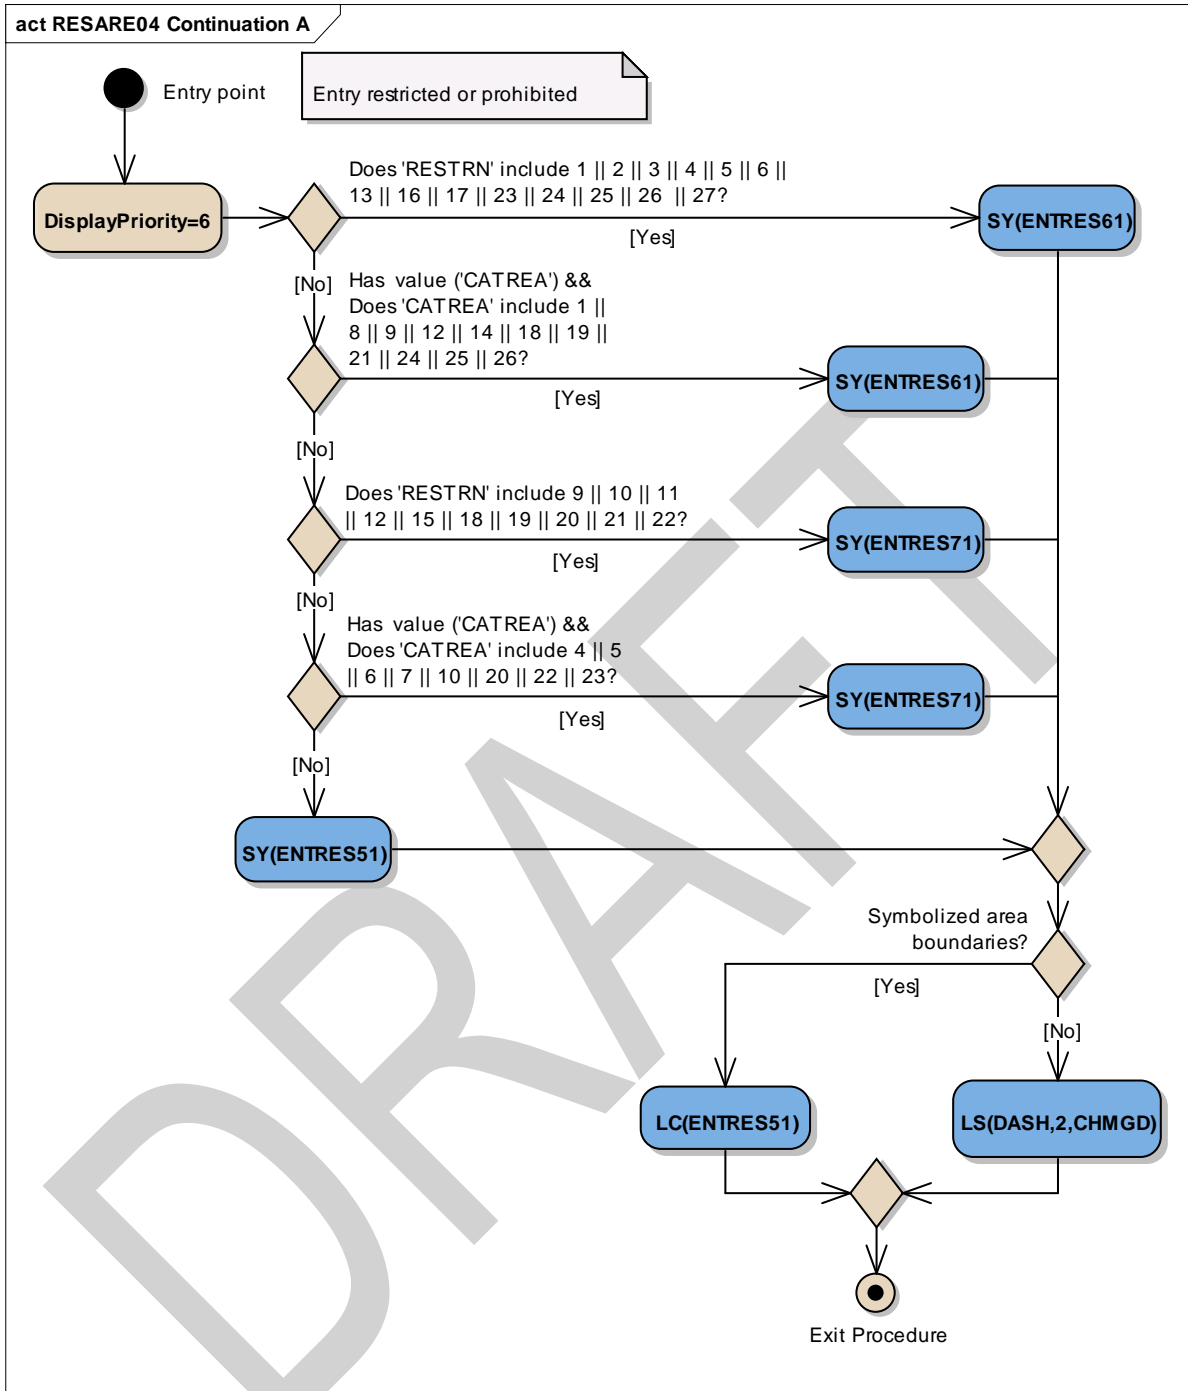 act RESARE04 Continuation A
Entry point
Entry restricted or prohibited
Does 'RESTRN' include 1 || 2 || 3 || 4 || 5 || 6 ||
13 || 16 || 17 || 23 || 24 || 25 || 26 || 27?
DisplayPriority=6
SY(ENTRES61)
[Yes]
[No]
Has value ('CATREA') &&
Does 'CATREA' include 1 ||
8 || 9 || 12 || 14 || 18 || 19 ||
21 || 24 || 25 || 26?
SY(ENTRES61)
[Yes]
[No]
Does 'RESTRN' include 9 || 10 || 11
|| 12 || 15 || 18 || 19 || 20 || 21 || 22?
SY(ENTRES71)
[Yes]
[No]
Has value ('CATREA') &&
Does 'CATREA' include 4 || 5
|| 6 || 7 || 10 || 20 || 22 || 23?
SY(ENTRES71)
[Yes]
[No]
SY(ENTRES51)
Symbolized area
boundaries?
[Yes]
[No]
LC(ENTRES51)
LS(DASH,2,CHMGD)
Exit Procedure
DRAFT